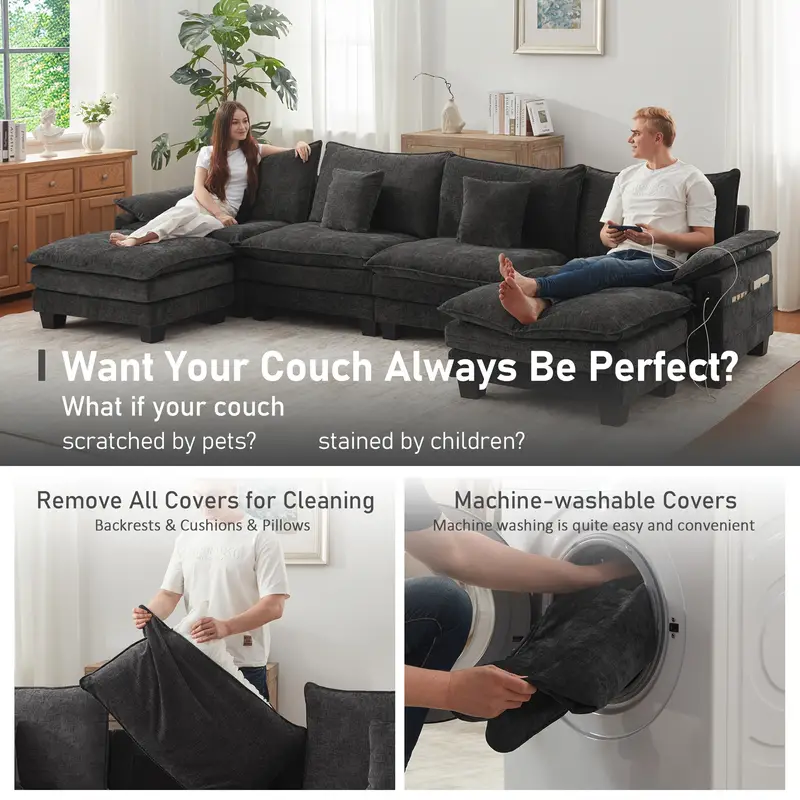 Want Your Couch Always Be Perfect?
What if your couch
scratched by pets? stained by children?
Remove All Covers for Cleaning
Backrests & Cushions & Pillows
Machine-washable Covers
Machine washing is quite easy and convenient